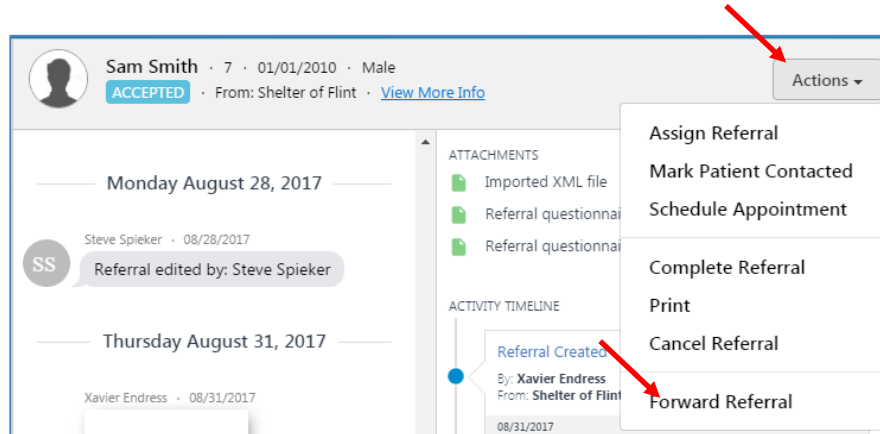 Sam Smith · 7 · 01/01/2010 · Male
ACCEPTED · From: Shelter of Flint · View More Info
Actions
Monday August 28, 2017
Steve Spieker · 08/28/2017
SS
Referral edited by: Steve Spieker
Thursday August 31, 2017
Xavier Endress · 08/31/2017
ATTACHMENTS
Imported XML file
Referral questionnai
Referral questionnai
ACTIVITY TIMELINE
Referral Created
By: Xavier Endress
From: Shelter of Flint
08/31/2017
Assign Referral
Mark Patient Contacted
Schedule Appointment
Complete Referral
Print
Cancel Referral
Forward Referral